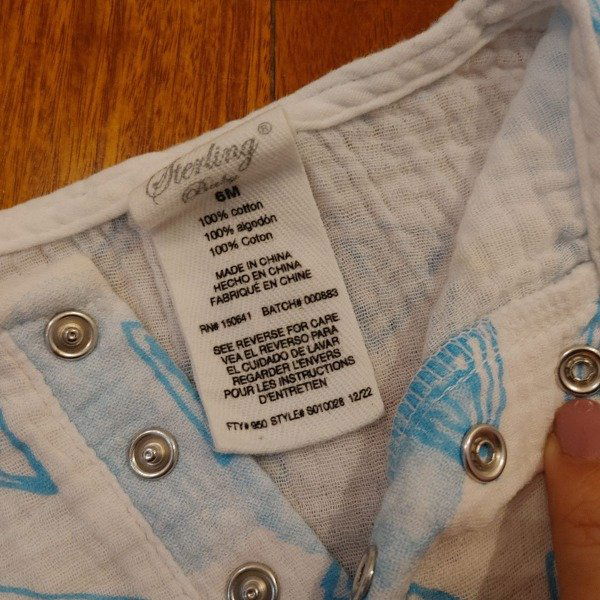 Sterling®
Baby
6M
100% cotton
100% algodón
100% Coton
MADE IN CHINA
HECHO EN CHINA
FABRIQUÉ EN CHINE
RN# 150641 BATCH# 000883
SEE REVERSE FOR CARE
VEA EL REVERSO PARA
EL CUIDADO DE LAVAR
REGARDER L'ENVERS
POUR LES INSTRUCTIONS
D'ENTRETIEN
FTY# 950 STYLE# S010028 12/22